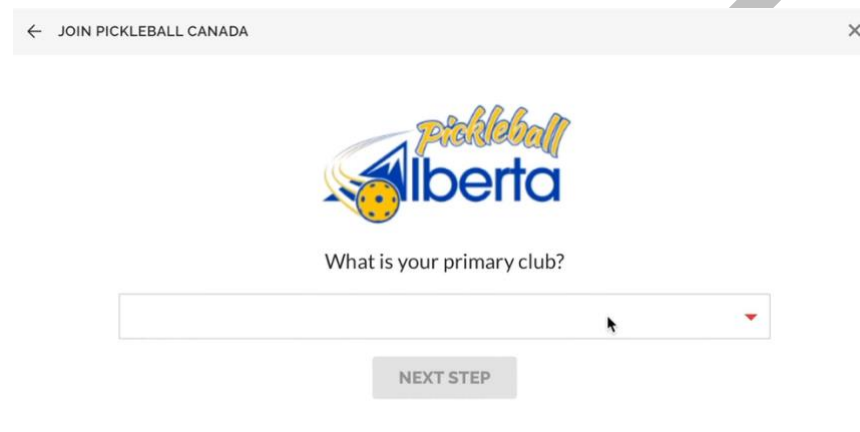 ← JOIN PICKLEBALL CANADA ×
Pickleball
Alberta
What is your primary club?
NEXT STEP